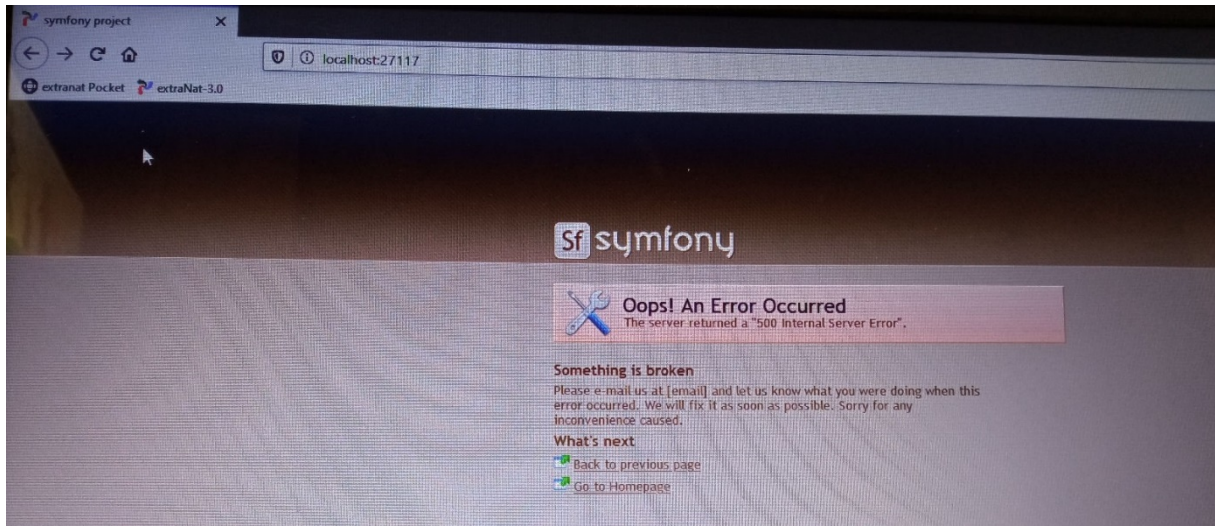 symfony project
localhost:27117
extranat Pocket extraNat-3.0
Sf symfony
Oops! An Error Occurred
The server returned a "500 Internal Server Error".
Something is broken
Please e-mail us at [email] and let us know what you were doing when this
error occurred. We will fix it as soon as possible. Sorry for any
inconvenience caused.
What's next
Back to previous page
Go to Homepage